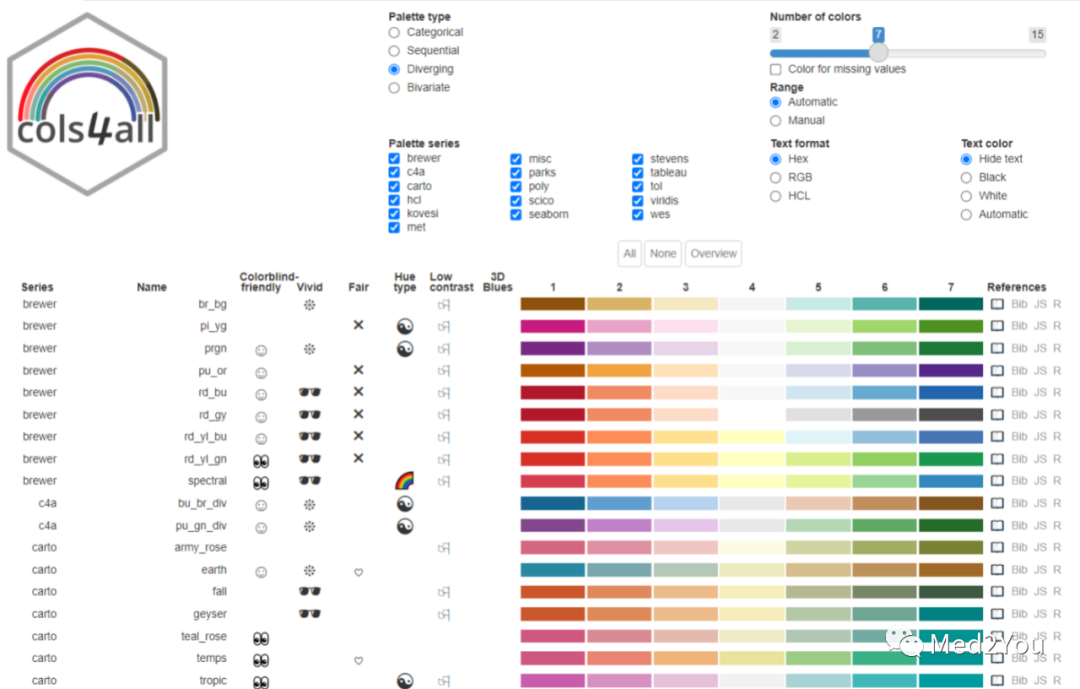 cols4all
Palette type
Categorical
Sequential
Diverging
Bivariate
Number of colors
2 7 15
Color for missing values
Range
Automatic
Manual
Palette series
brewer
c4a
carto
hcl
kovesi
met
misc
parks
poly
scico
seaborn
stevens
tableau
tol
viridis
wes
Text format
Hex
RGB
HCL
Text color
Hide text
Black
White
Automatic
All None Overview
Series Name Colorblind-friendly Vivid Fair Hue type Low contrast 3D Blues 1 2 3 4 5 6 7 References
brewer br_bg Bib JS R
brewer pi_yg Bib JS R
brewer prgn Bib JS R
brewer pu_or Bib JS R
brewer rd_bu Bib JS R
brewer rd_gy Bib JS R
brewer rd_yl_bu Bib JS R
brewer rd_yl_gn Bib JS R
brewer spectral Bib JS R
c4a bu_br_div Bib JS R
c4a pu_gn_div Bib JS R
carto army_rose Bib JS R
carto earth Bib JS R
carto fall Bib JS R
carto geyser Bib JS R
carto teal_rose Bib JS R
carto temps Bib JS R
carto tropic Bib JS R
Med2You